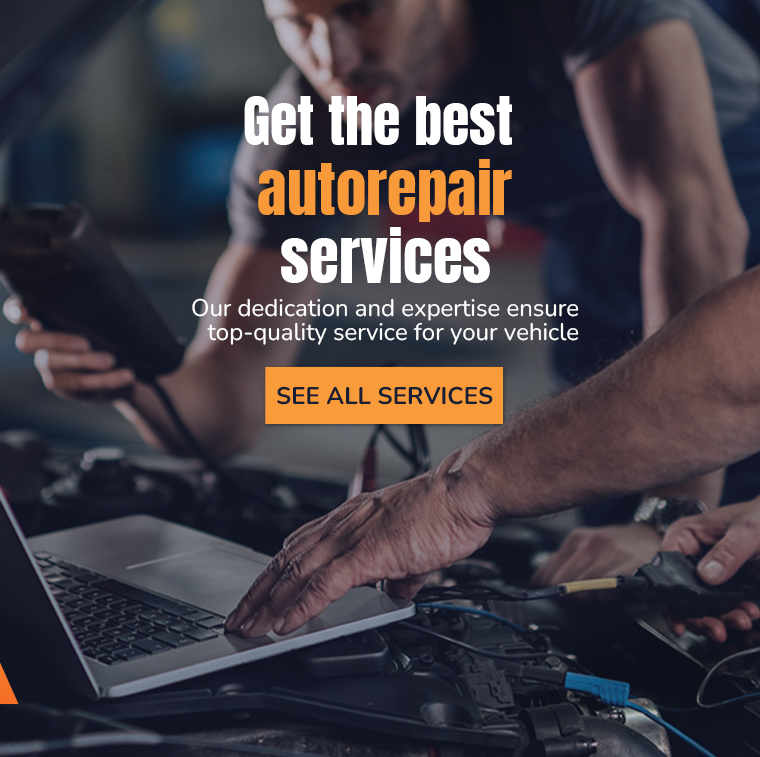 Get the best
autorepair
services
Our dedication and expertise ensure
top-quality service for your vehicle
SEE ALL SERVICES